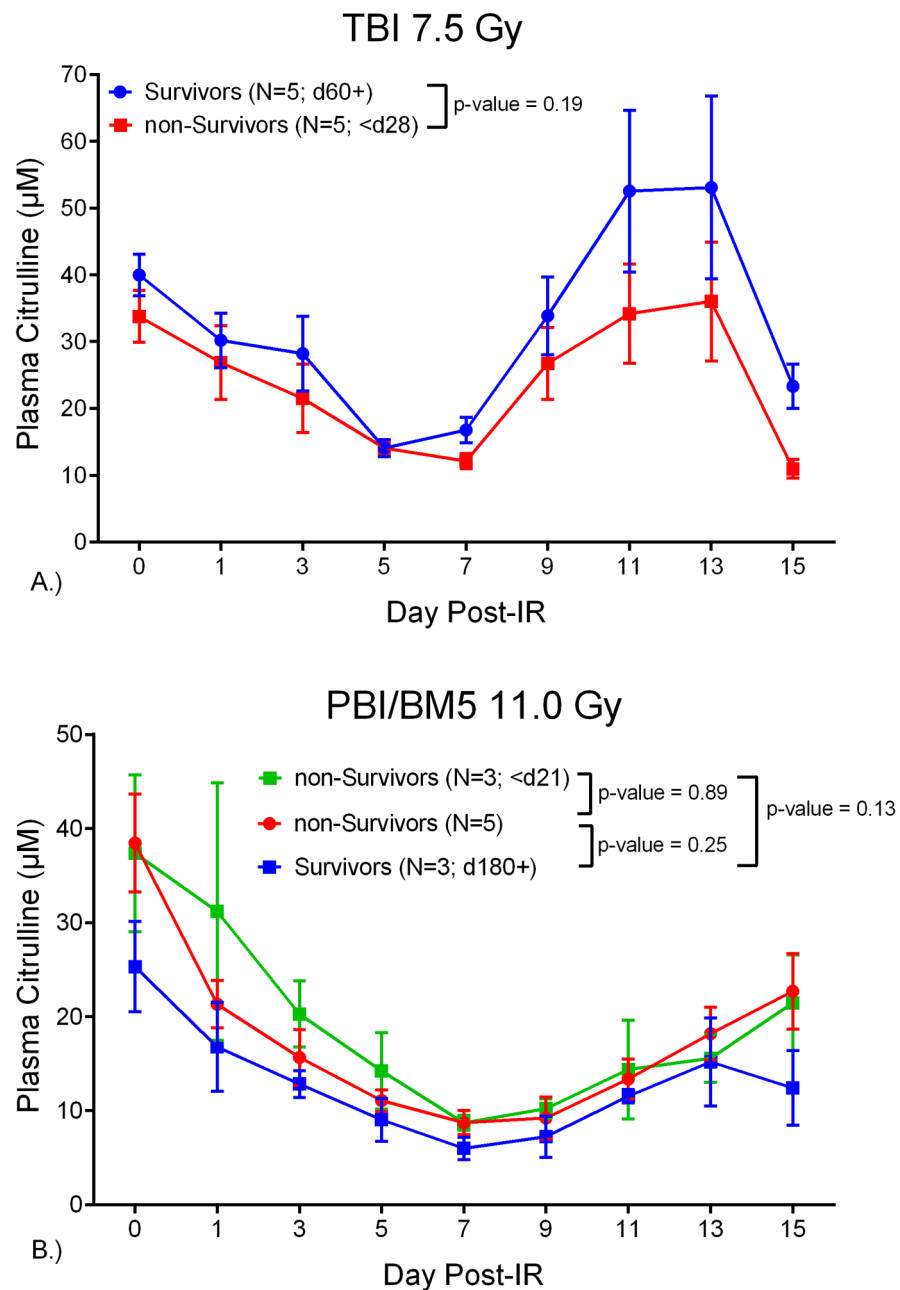 TBI 7.5 Gy
70
60
50
40
30
20
10
0
Plasma Citrulline (µM)
Survivors (N=5; d60+)
non-Survivors (N=5; <d28)
p-value = 0.19
0 1 3 5 7 9 11 13 15
A.)
Day Post-IR
PBI/BM5 11.0 Gy
50
40
30
20
10
0
Plasma Citrulline (µM)
non-Survivors (N=3; <d21)
non-Survivors (N=5)
Survivors (N=3; d180+)
p-value = 0.89
p-value = 0.25
p-value = 0.13
0 1 3 5 7 9 11 13 15
B.)
Day Post-IR